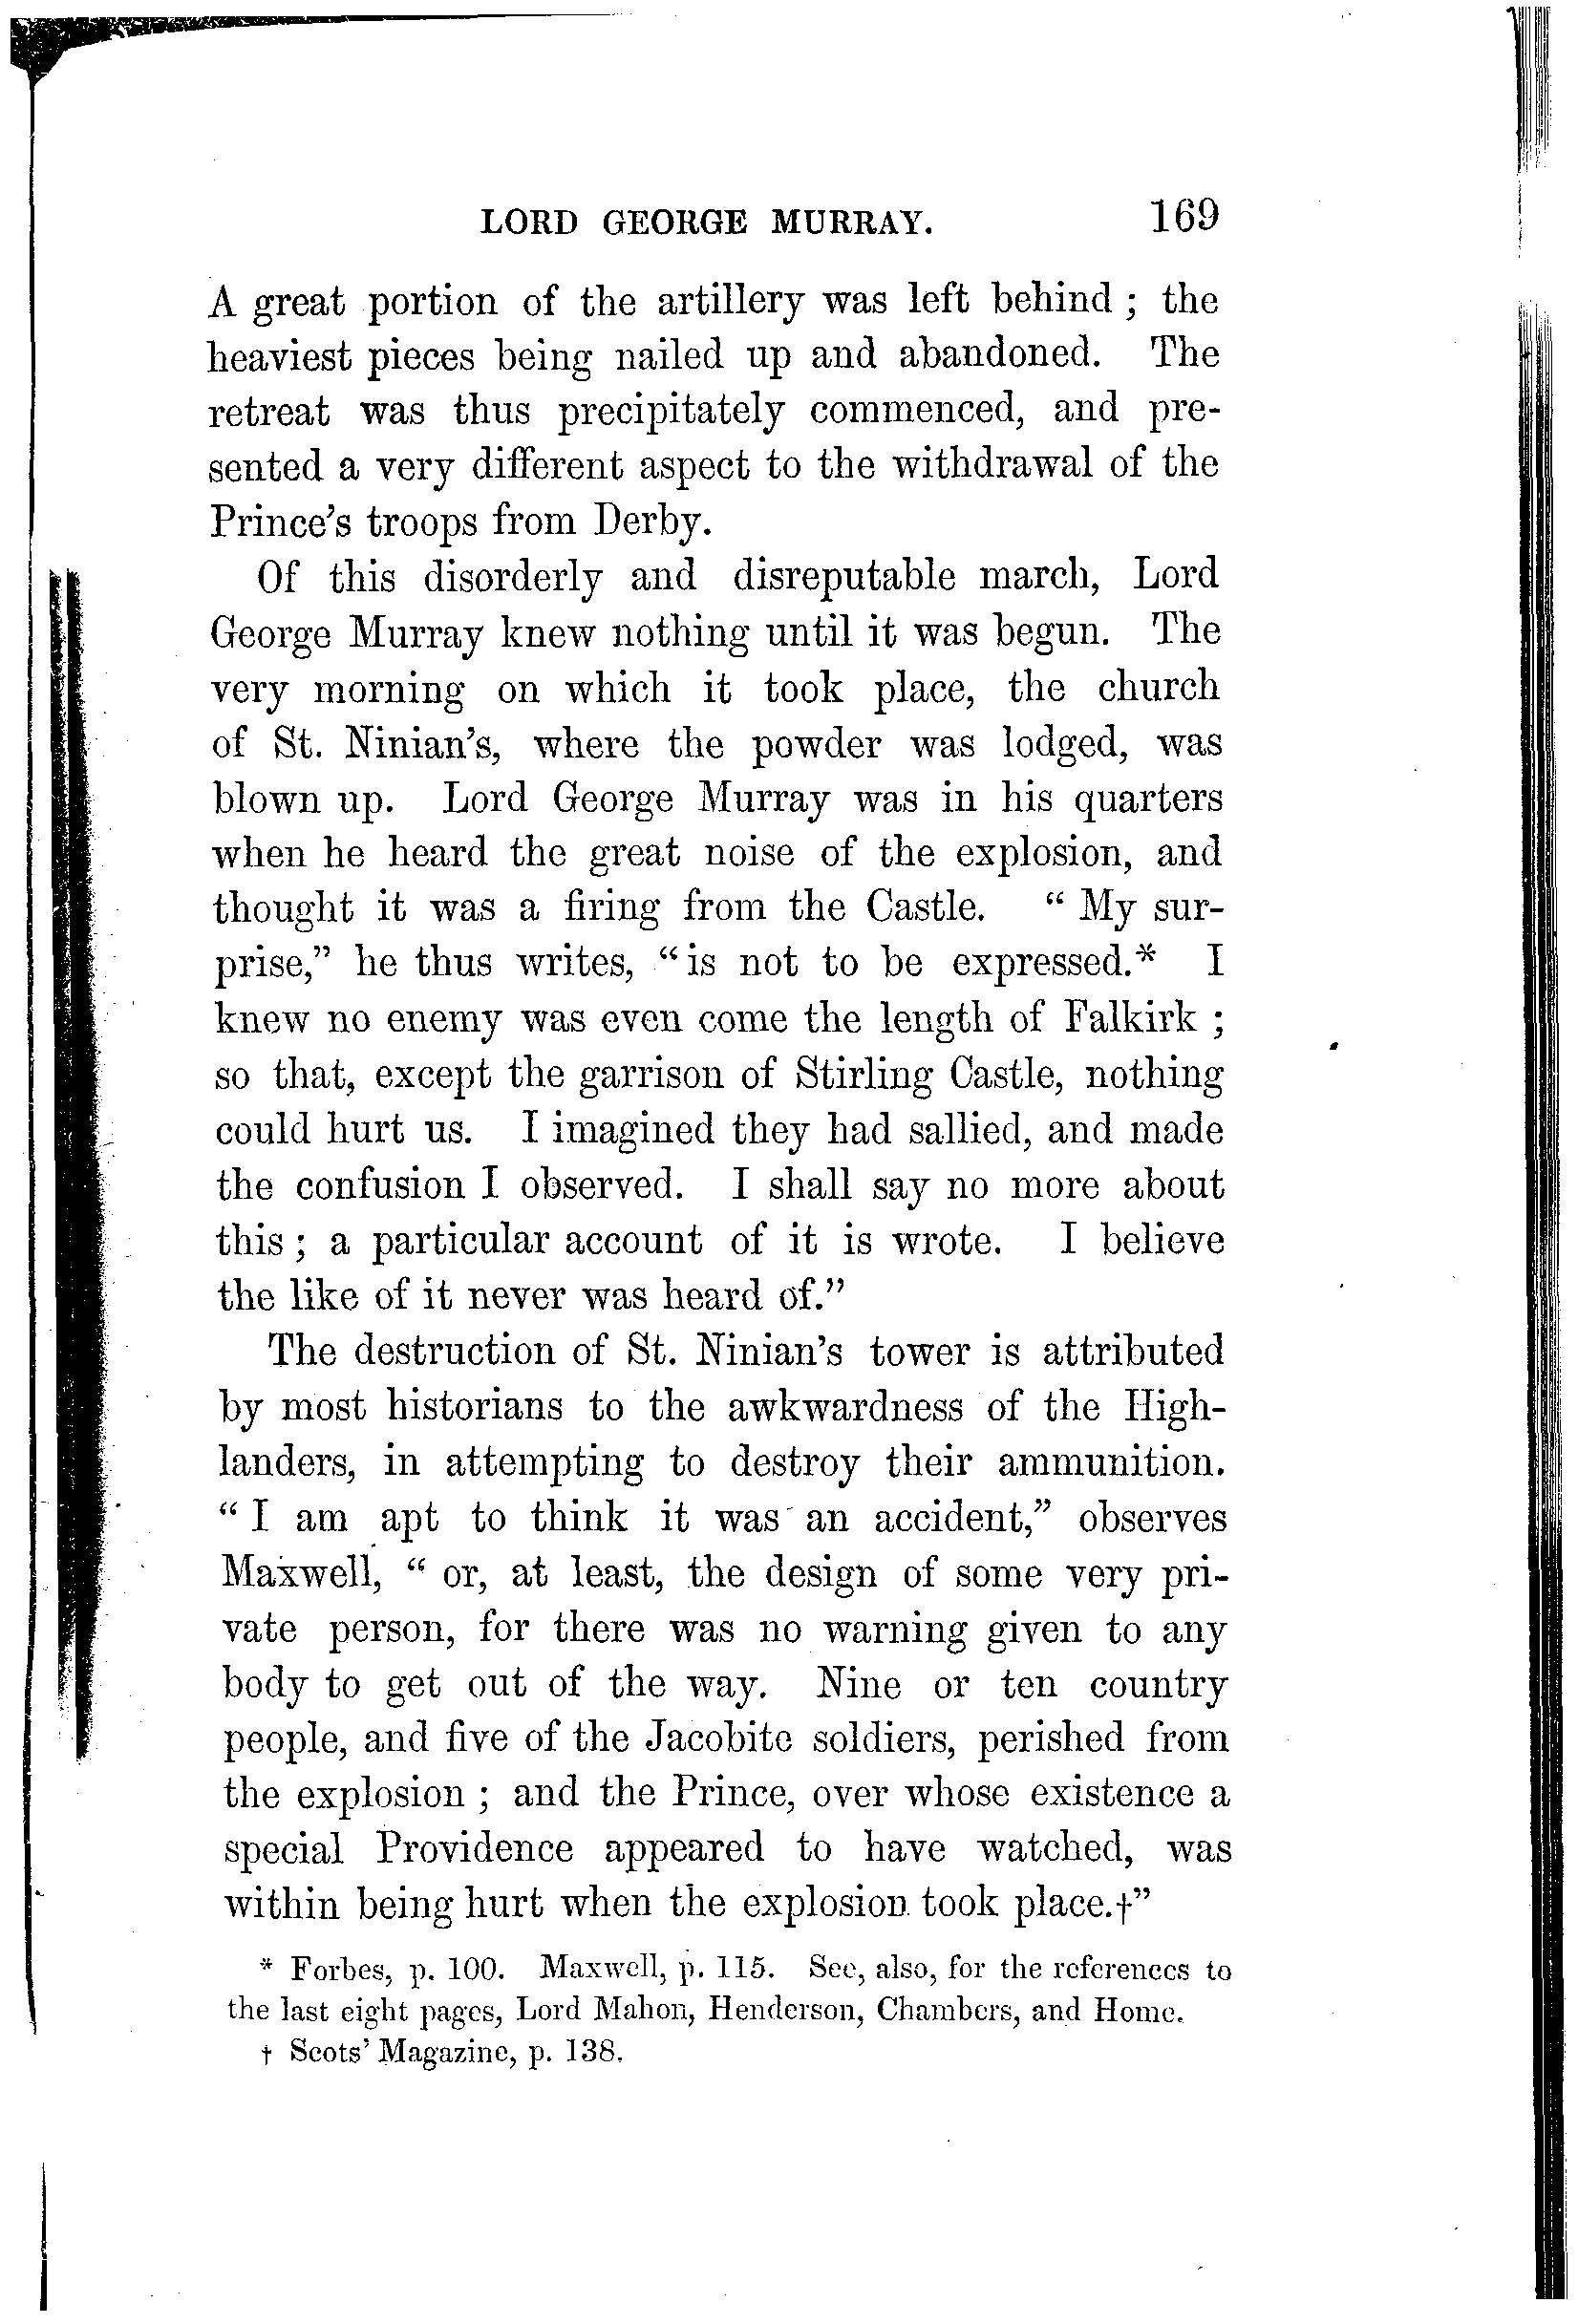 LORD GEORGE MURRAY. 169
A great portion of the artillery was left behind ; the
heaviest pieces being nailed up and abandoned. The
retreat was thus precipitately commenced, and pre-
sented a very different aspect to the withdrawal of the
Prince's troops from Derby.
Of this disorderly and disreputable march, Lord
George Murray knew nothing until it was begun. The
very morning on which it took place, the church
of St. Ninian's, where the powder was lodged, was
blown up. Lord George Murray was in his quarters
when he heard the great noise of the explosion, and
thought it was a firing from the Castle. “ My sur-
prise,” he thus writes, “is not to be expressed.* I
knew no enemy was even come the length of Falkirk ;
so that, except the garrison of Stirling Castle, nothing
could hurt us. I imagined they had sallied, and made
the confusion I observed. I shall say no more about
this ; a particular account of it is wrote. I believe
the like of it never was heard of.”
The destruction of St. Ninian's tower is attributed
by most historians to the awkwardness of the High-
landers, in attempting to destroy their ammunition.
“ I am apt to think it was an accident,” observes
Maxwell, “ or, at least, the design of some very pri-
vate person, for there was no warning given to any
body to get out of the way. Nine or ten country
people, and five of the Jacobite soldiers, perished from
the explosion ; and the Prince, over whose existence a
special Providence appeared to have watched, was
within being hurt when the explosion took place.†”
* Forbes, p. 100. Maxwell, p. 115. See, also, for the references to
the last eight pages, Lord Mahon, Henderson, Chambers, and Home.
† Scots' Magazine, p. 138.